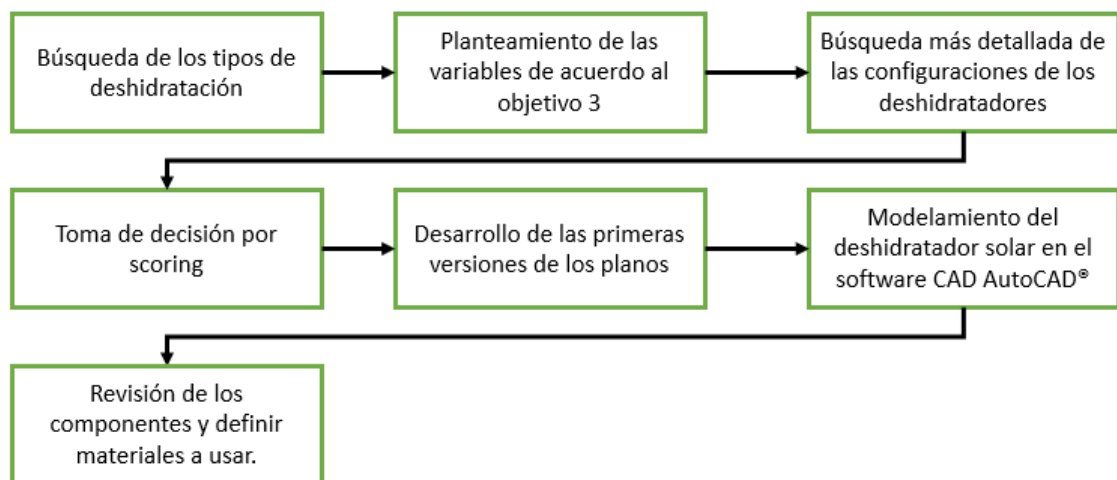 Búsqueda de los tipos de
deshidratación
Planteamiento de las
variables de acuerdo al
objetivo 3
Búsqueda más detallada de
las configuraciones de los
deshidratadores
Toma de decisión por
scoring
Desarrollo de las primeras
versiones de los planos
Modelamiento del
deshidratador solar en el
software CAD AutoCAD®
Revisión de los
componentes y definir
materiales a usar.